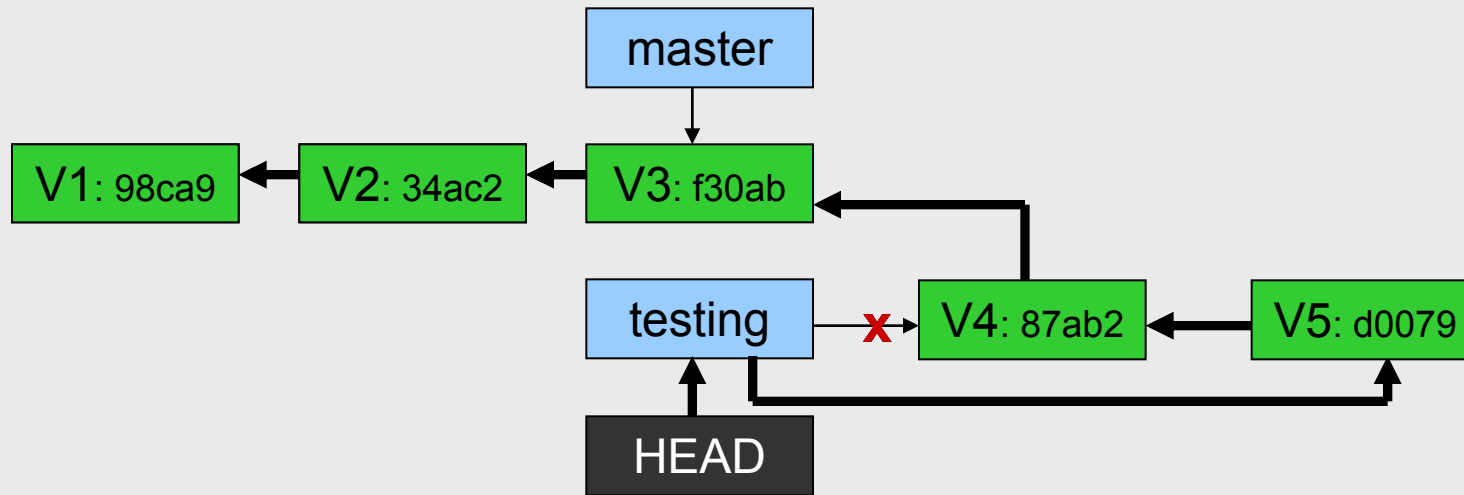 master
V1: 98ca9
V2: 34ac2
V3: f30ab
testing
x
V4: 87ab2
V5: d0079
HEAD